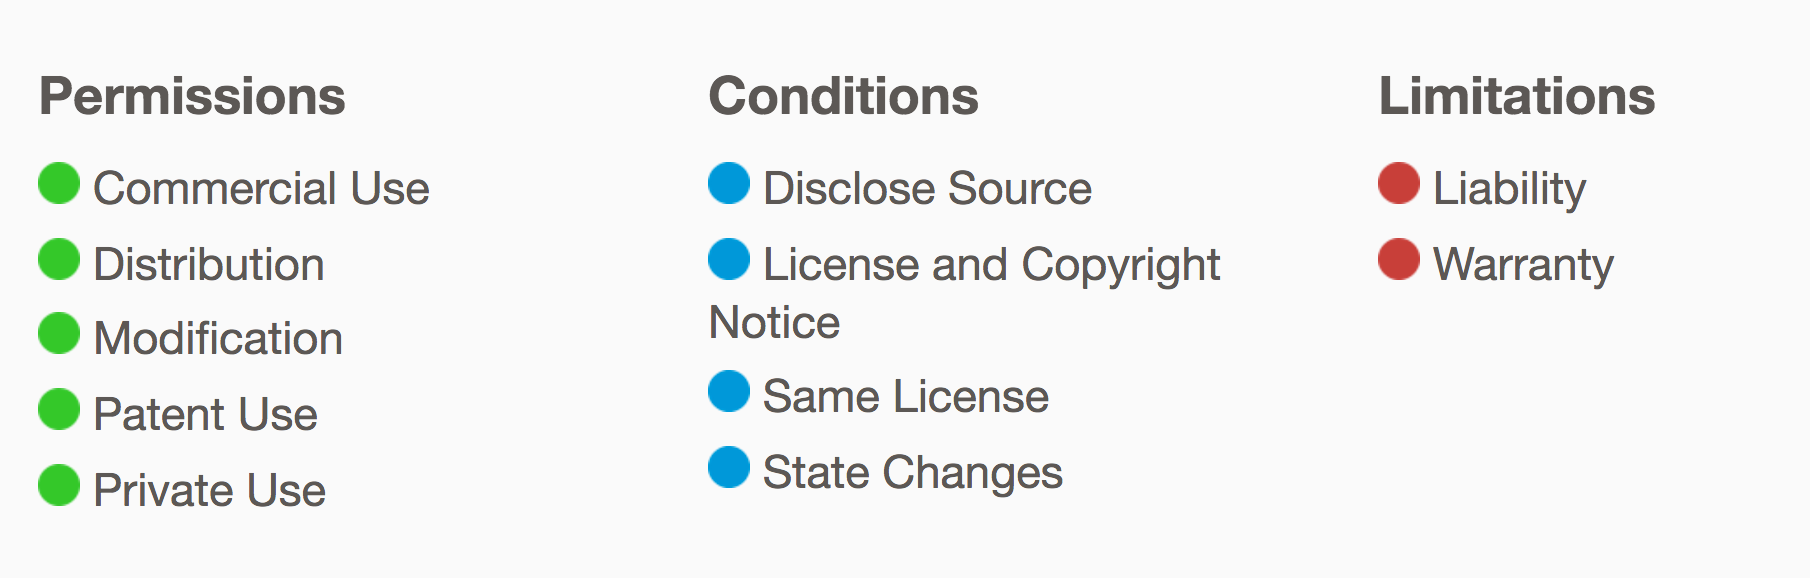 Permissions
Commercial Use
Distribution
Modification
Patent Use
Private Use
Conditions
Disclose Source
License and Copyright
Notice
Same License
State Changes
Limitations
Liability
Warranty